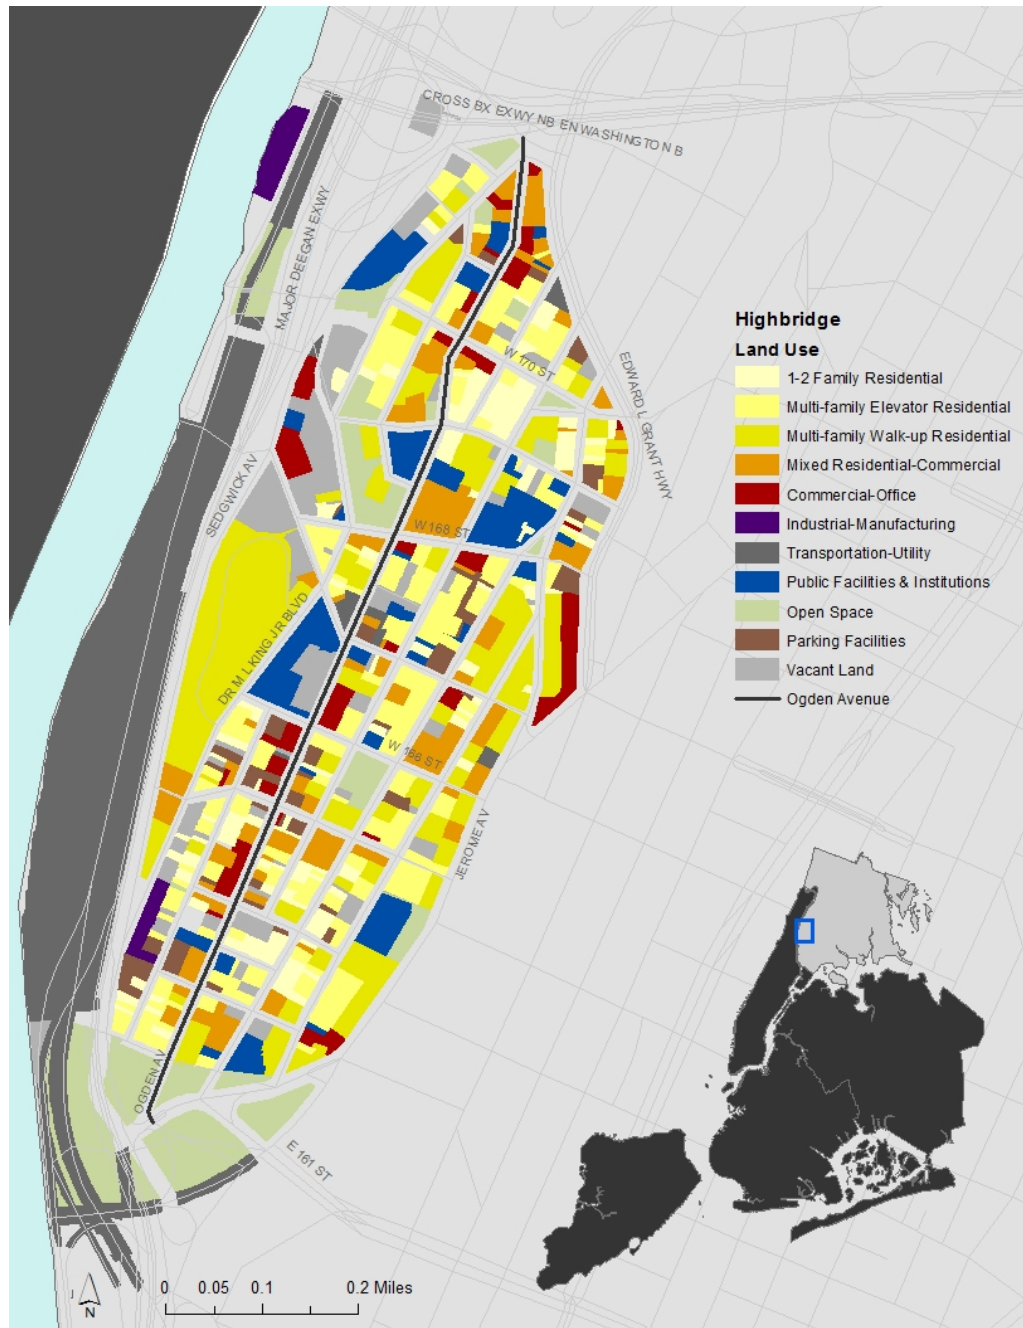 CROSS BX EXWY NB EN WASHINGTON B
MAJOR DEEGAN EXWY
Highbridge
Land Use
1-2 Family Residential
Multi-family Elevator Residential
Multi-family Walk-up Residential
Mixed Residential-Commercial
Commercial-Office
Industrial-Manufacturing
Transportation-Utility
Public Facilities & Institutions
Open Space
Parking Facilities
Vacant Land
Ogden Avenue
W 170 ST
EDWARD L GRANT HWY
SEDGWICK AV
W 168 ST
DR M L KING JR BLVD
W 166 ST
JEROME AV
OGDEN AV
E 161 ST
N
0 0.05 0.1 0.2 Miles